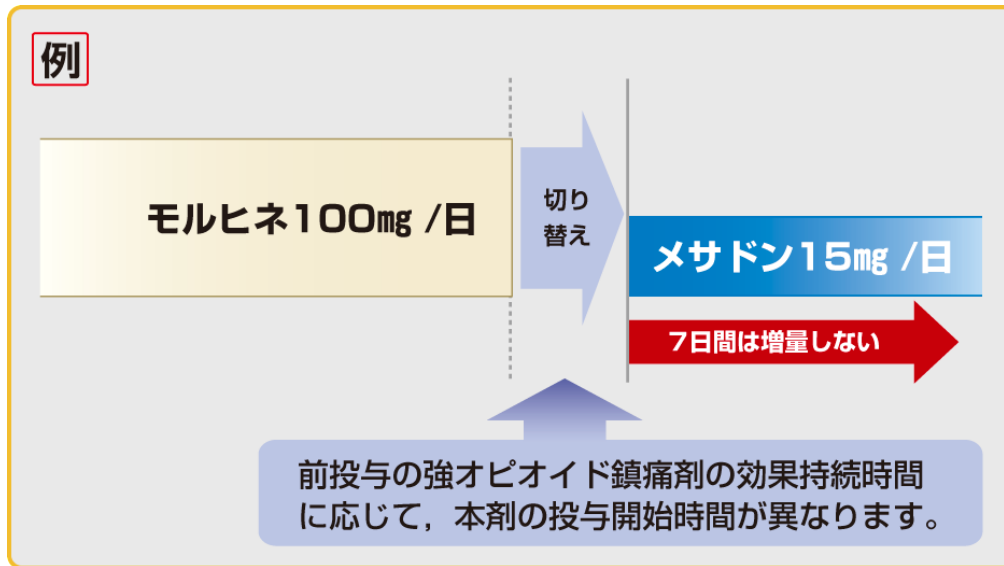 例
モルヒネ100㎎ /日
切り
替え
メサドン15㎎ /日
7日間は増量しない
前投与の強オピオイド鎮痛剤の効果持続時間
に応じて，本剤の投与開始時間が異なります。